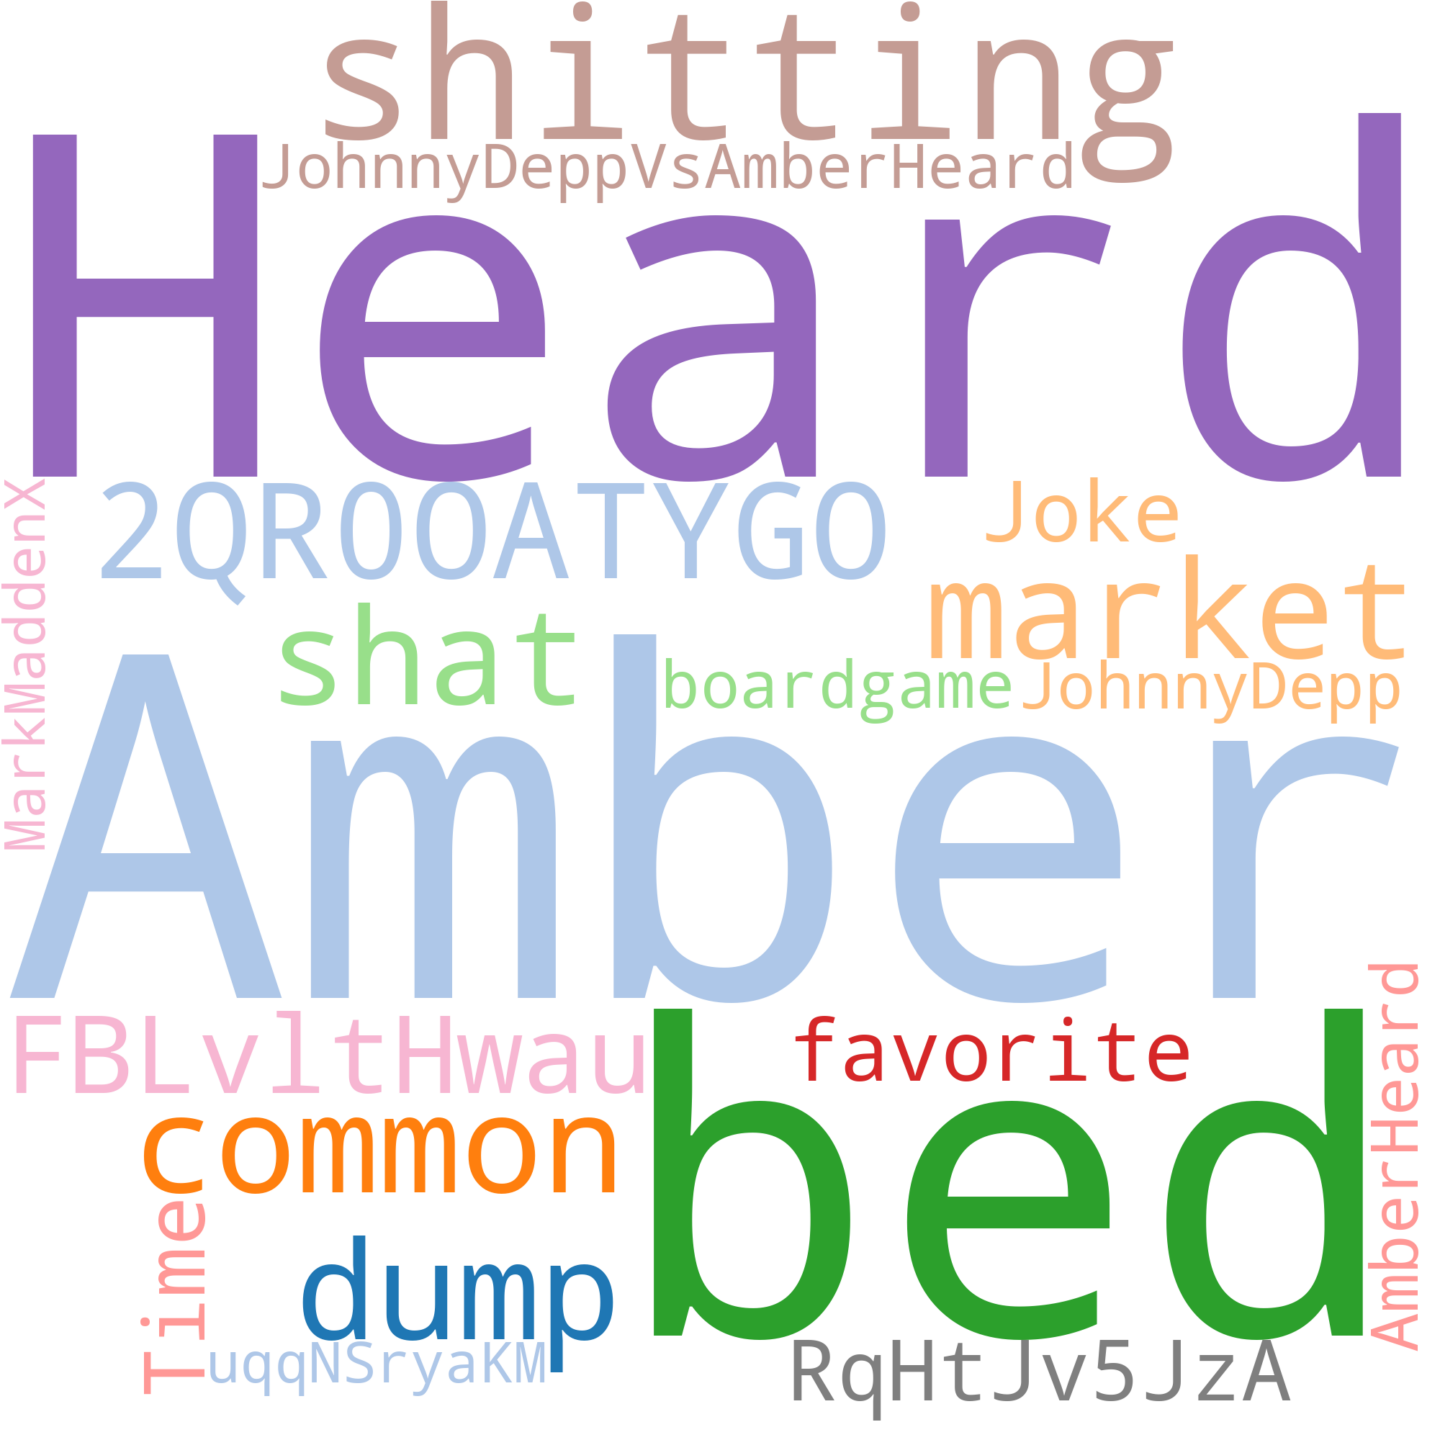 shitting
JohnnyDeppVsAmberHeard
Heard
MarkMaddenX
2QR0OATYGO
Joke
market
shat
boardgame
JohnnyDepp
Amber
FBLvltHwau
favorite
AmberHeard
bed
common
Time
dump
uqqNSryaKM
RqHtJv5JzA